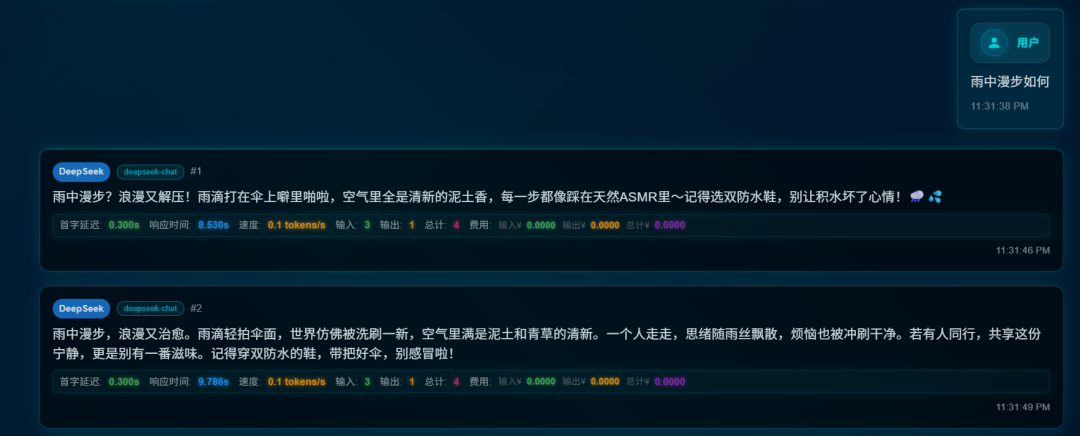 用户
雨中漫步如何
11:31:38 PM
DeepSeek deepseek-chat #1
雨中漫步？浪漫又解压！雨滴打在伞上噼里啪啦，空气里全是清新的泥土香，每一步都像踩在天然ASMR里～记得选双防水鞋，别让积水坏了心情！🌧️💦
首字延迟: 0.300s 响应时间: 8.530s 速度: 0.1 tokens/s 输入: 3 输出: 1 总计: 4 费用: 输入¥ 0.0000 输出¥ 0.0000 总计¥ 0.0000
11:31:46 PM
DeepSeek deepseek-chat #2
雨中漫步，浪漫又治愈。雨滴轻拍伞面，世界仿佛被洗刷一新，空气里满是泥土和青草的清新。一个人走走，思绪随雨丝飘散，烦恼也被冲刷干净。若有人同行，共享这份
宁静，更是别有一番滋味。记得穿双防水的鞋，带把好伞，别感冒啦！
首字延迟: 0.300s 响应时间: 9.786s 速度: 0.1 tokens/s 输入: 3 输出: 1 总计: 4 费用: 输入¥ 0.0000 输出¥ 0.0000 总计¥ 0.0000
11:31:49 PM